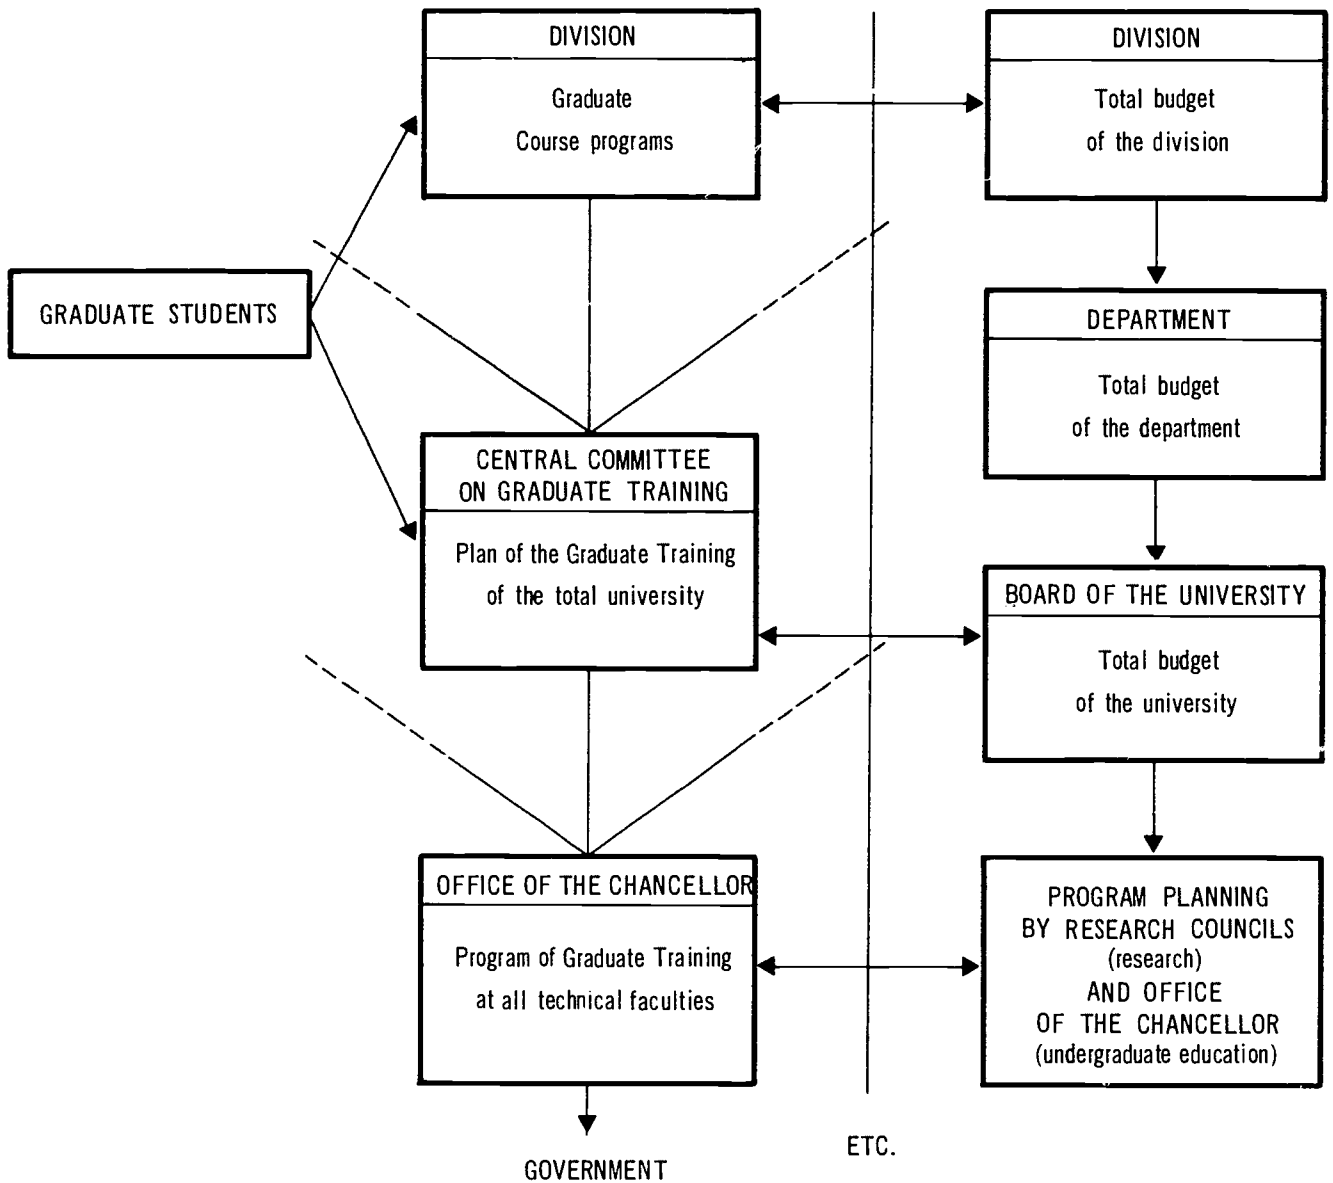 DIVISION
Graduate
Course programs
DIVISION
Total budget
of the division
GRADUATE STUDENTS
DEPARTMENT
Total budget
of the department
CENTRAL COMMITTEE
ON GRADUATE TRAINING
Plan of the Graduate Training
of the total university
BOARD OF THE UNIVERSITY
Total budget
of the university
OFFICE OF THE CHANCELLOR
Program of Graduate Training
at all technical faculties
PROGRAM PLANNING
BY RESEARCH COUNCILS
(research)
AND OFFICE
OF THE CHANCELLOR
(undergraduate education)
ETC.
GOVERNMENT